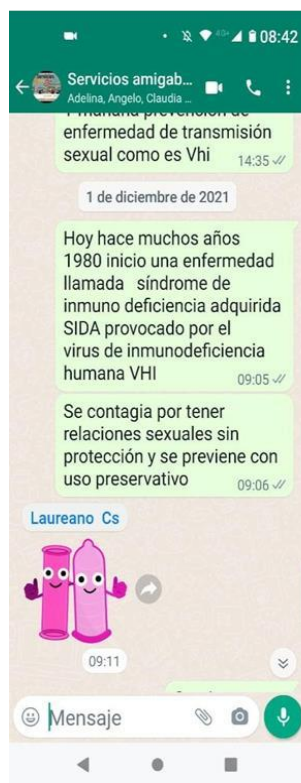 08:42
Servicios amigab...
Adelina, Angelo, Claudia ...
enfermedad de transmisión
sexual como es Vhi
14:35
1 de diciembre de 2021
Hoy hace muchos años
1980 inicio una enfermedad
llamada síndrome de
inmuno deficiencia adquirida
SIDA provocado por el
virus de inmunodeficiencia
humana VHI
09:05
Se contagia por tener
relaciones sexuales sin
protección y se previene con
uso preservativo
09:06
Laureano Cs
09:11
Mensaje